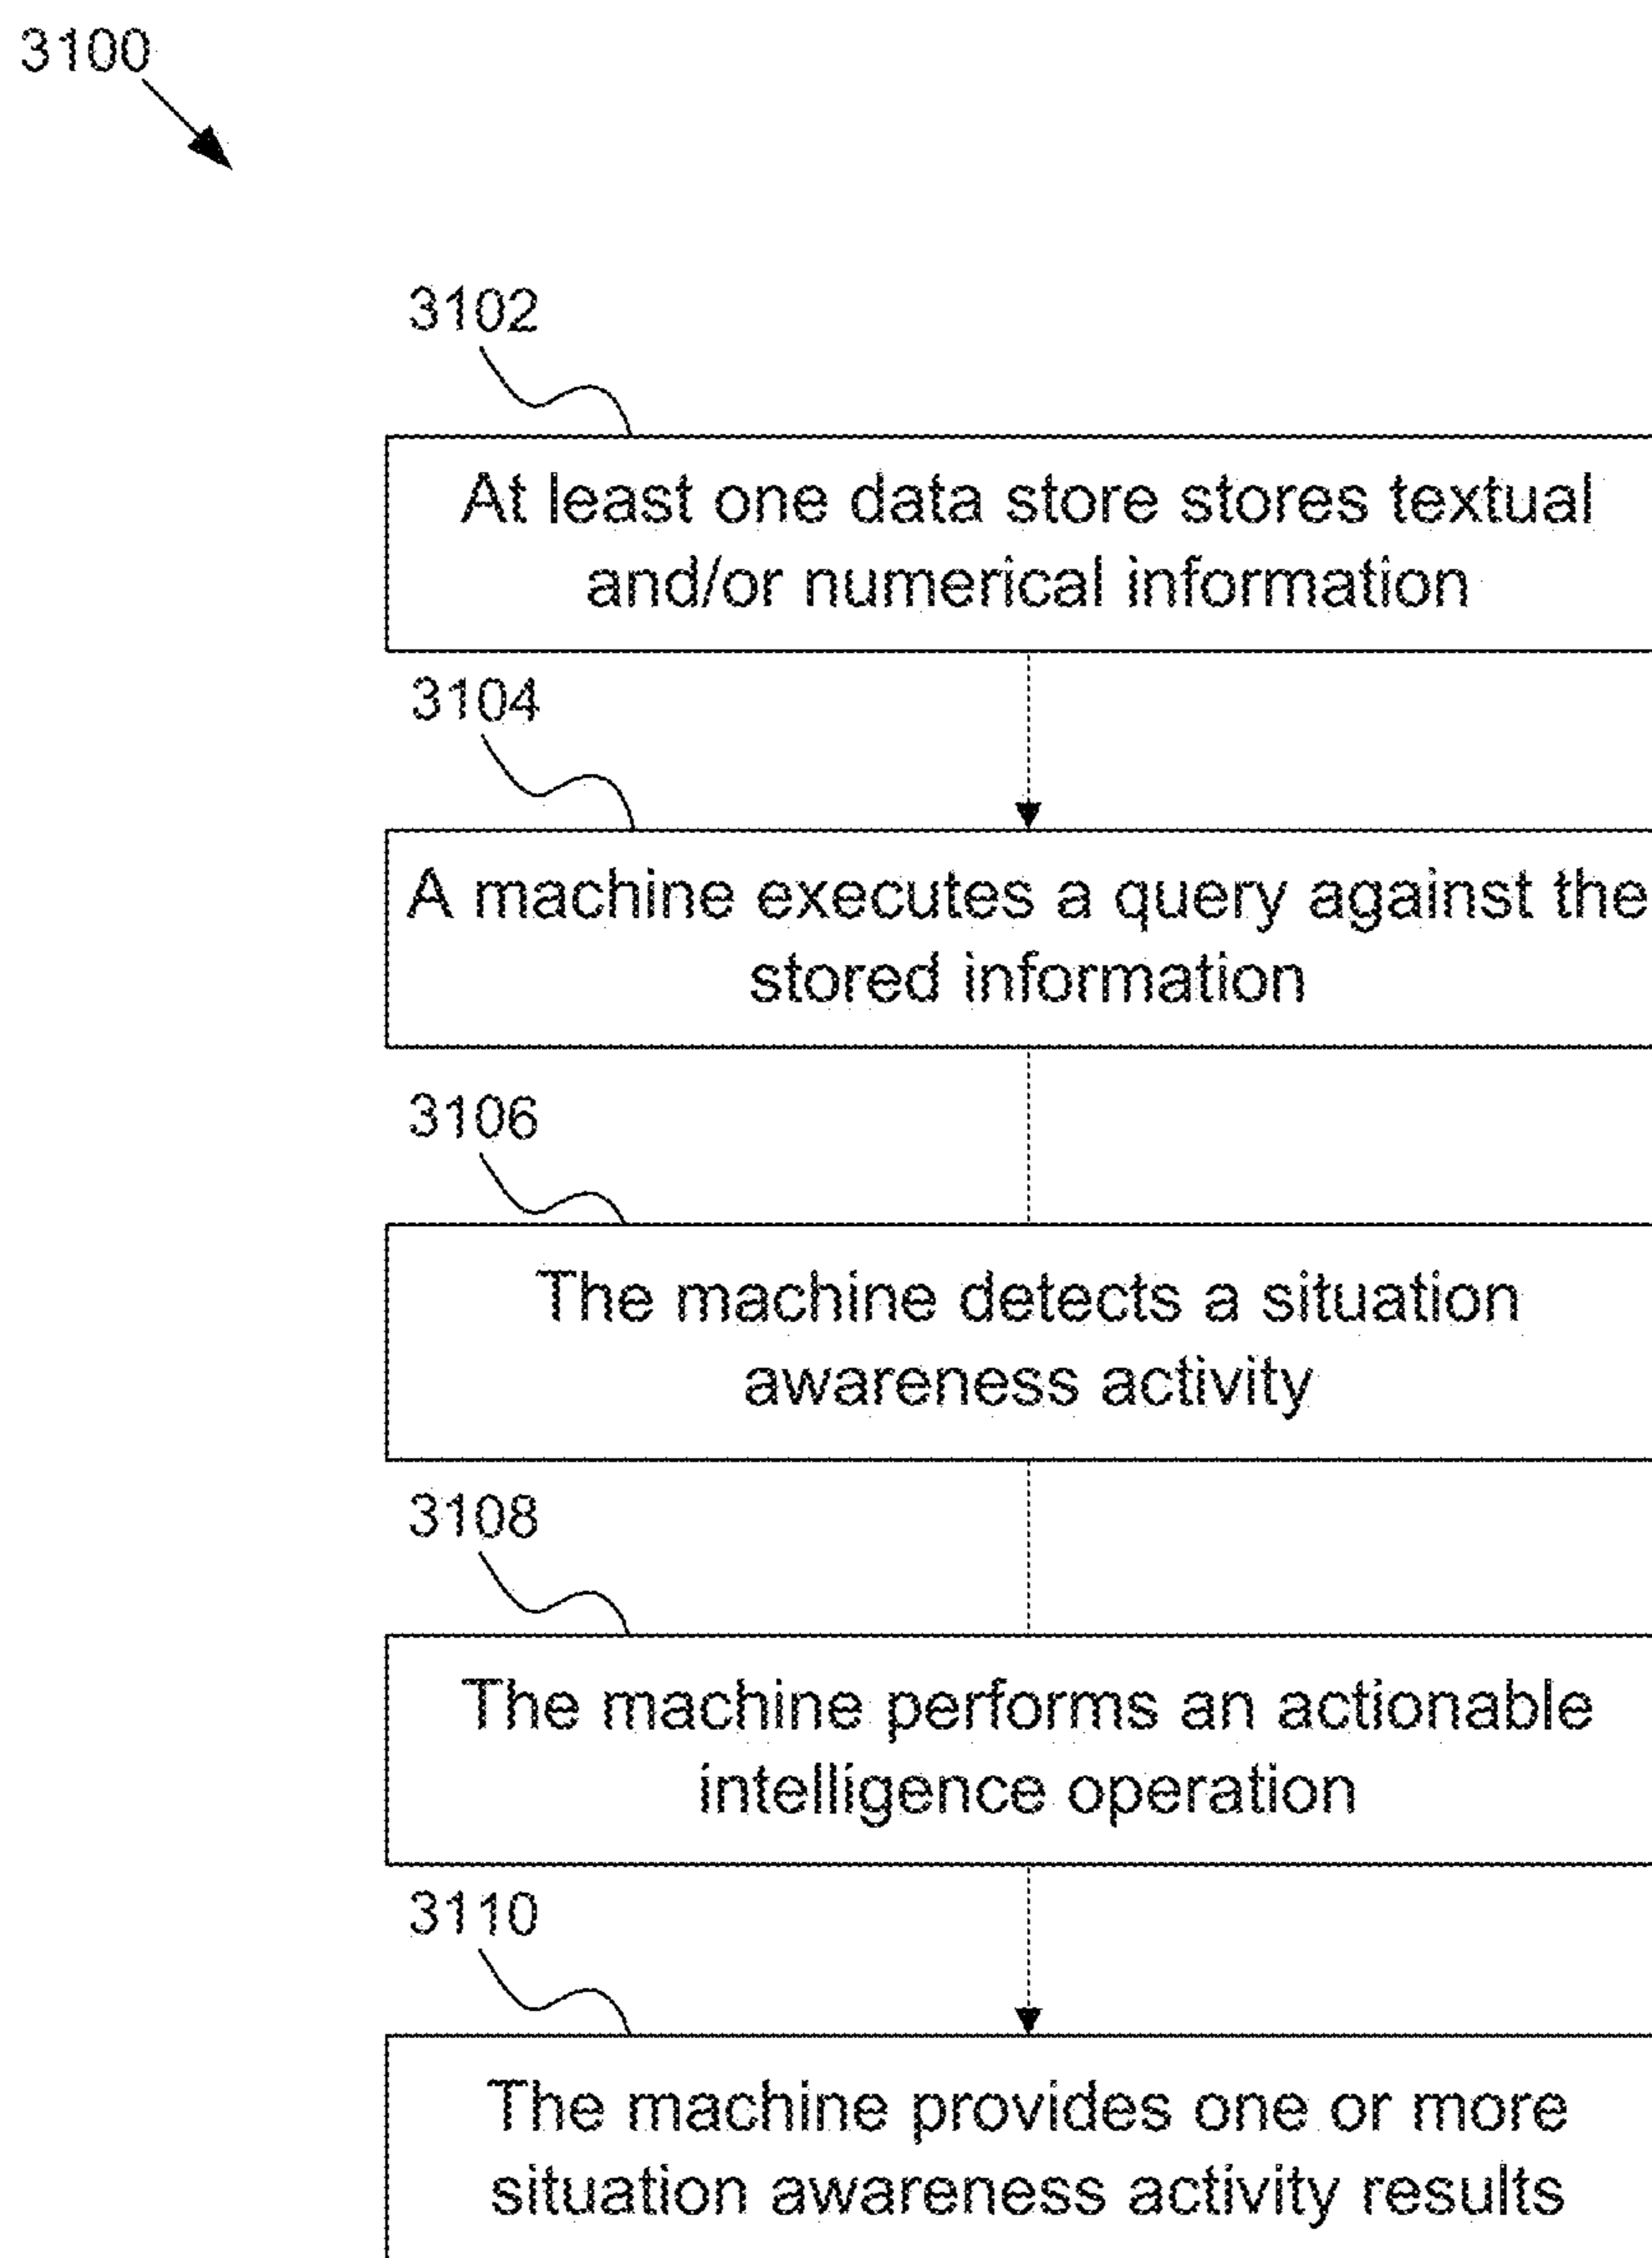 3100
3102
At least one data store stores textual
and/or numerical information
3104
A machine executes a query against the
stored information
3106
The machine detects a situation
awareness activity
3108
The machine performs an actionable
intelligence operation
3110
The machine provides one or more
situation awareness activity results